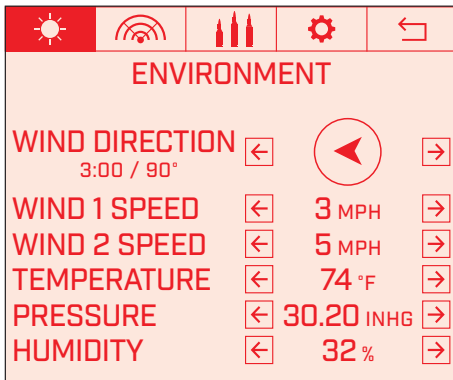 ENVIRONMENT
WIND DIRECTION
3:00 / 90°
WIND 1 SPEED 3 MPH
WIND 2 SPEED 5 MPH
TEMPERATURE 74 °F
PRESSURE 30.20 INHG
HUMIDITY 32 %